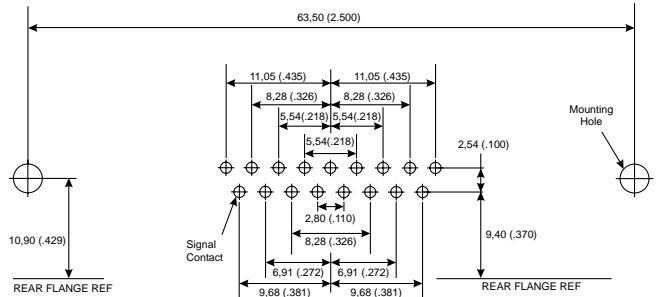 63,50 (2.500)
11,05 (.435) 11,05 (.435)
8,28 (.326) 8,28 (.326)
5,54(.218) 5,54(.218)
5,54(.218)
Mounting
Hole
2,54 (.100)
2,80 (.110)
Signal
Contact
8,28 (.326)
10,90 (.429)
9,40 (.370)
6,91 (.272) 6,91 (.272)
REAR FLANGE REF REAR FLANGE REF
9,68 (.381) 9,68 (.381)